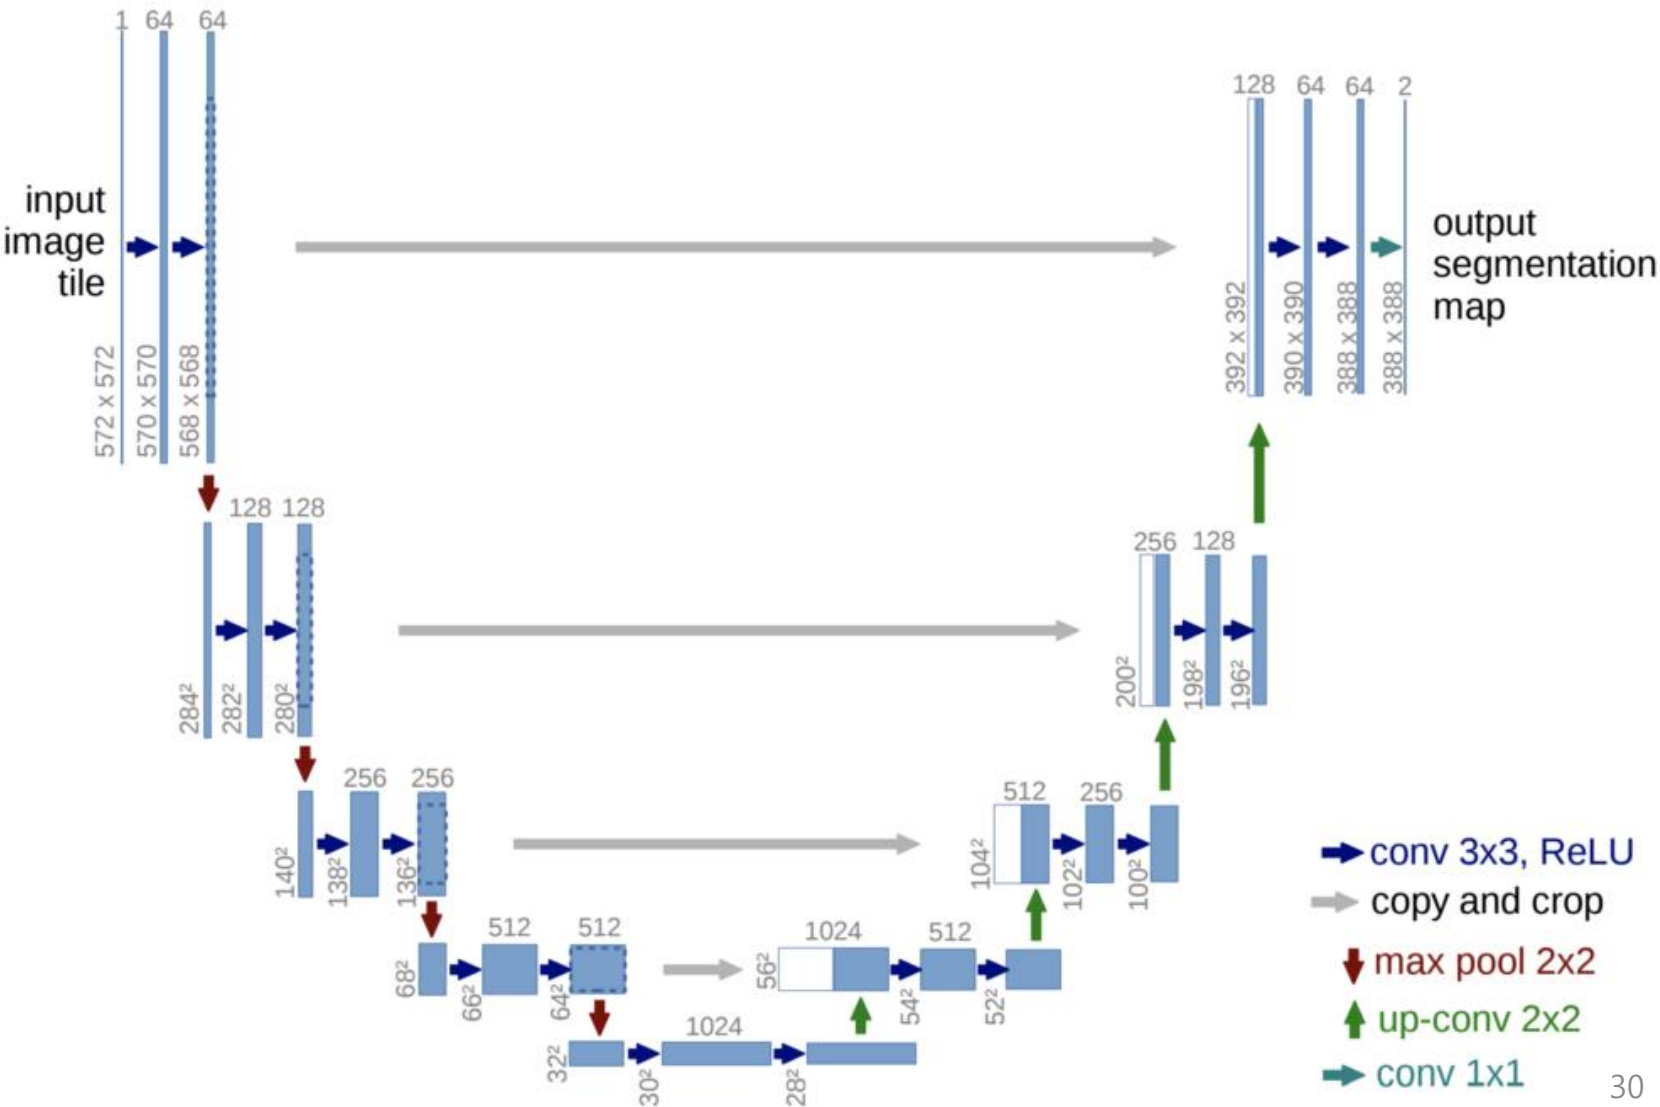 1 64 64
input
image
tile
572 x 572
570 x 570
568 x 568
128 64 64 2
392 x 392
390 x 390
388 x 388
388 x 388
output
segmentation
map
128 128
284²
282²
280²
256 128
200²
198²
196²
256 256
140²
138²
136²
512 256
104²
102²
100²
512 512
68²
66²
64²
1024 512
56²
54²
52²
1024
32²
30²
28²
conv 3x3, ReLU
copy and crop
max pool 2x2
up-conv 2x2
conv 1x1
30